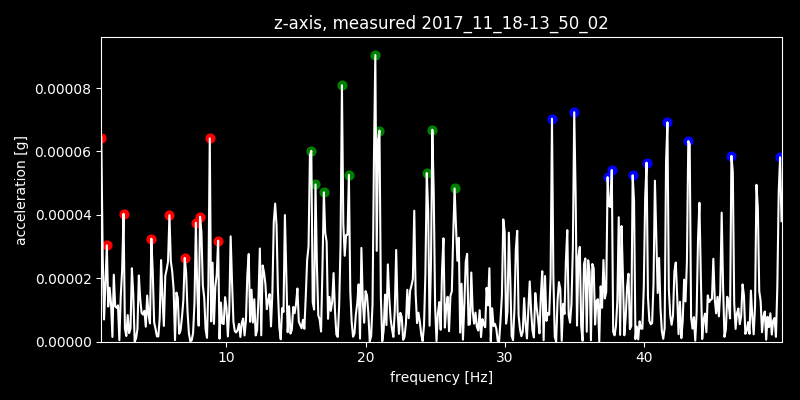 z-axis, measured 2017_11_18-13_50_02
acceleration [g]
0.00008
0.00006
0.00004
0.00002
0.00000
10 20 30 40
frequency [Hz]